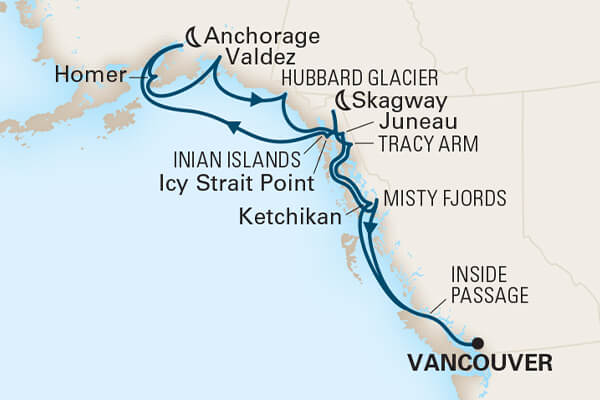 Anchorage
Valdez
Homer
HUBBARD GLACIER
Skagway
Juneau
TRACY ARM
INIAN ISLANDS
Icy Strait Point
MISTY FJORDS
Ketchikan
INSIDE
PASSAGE
VANCOUVER